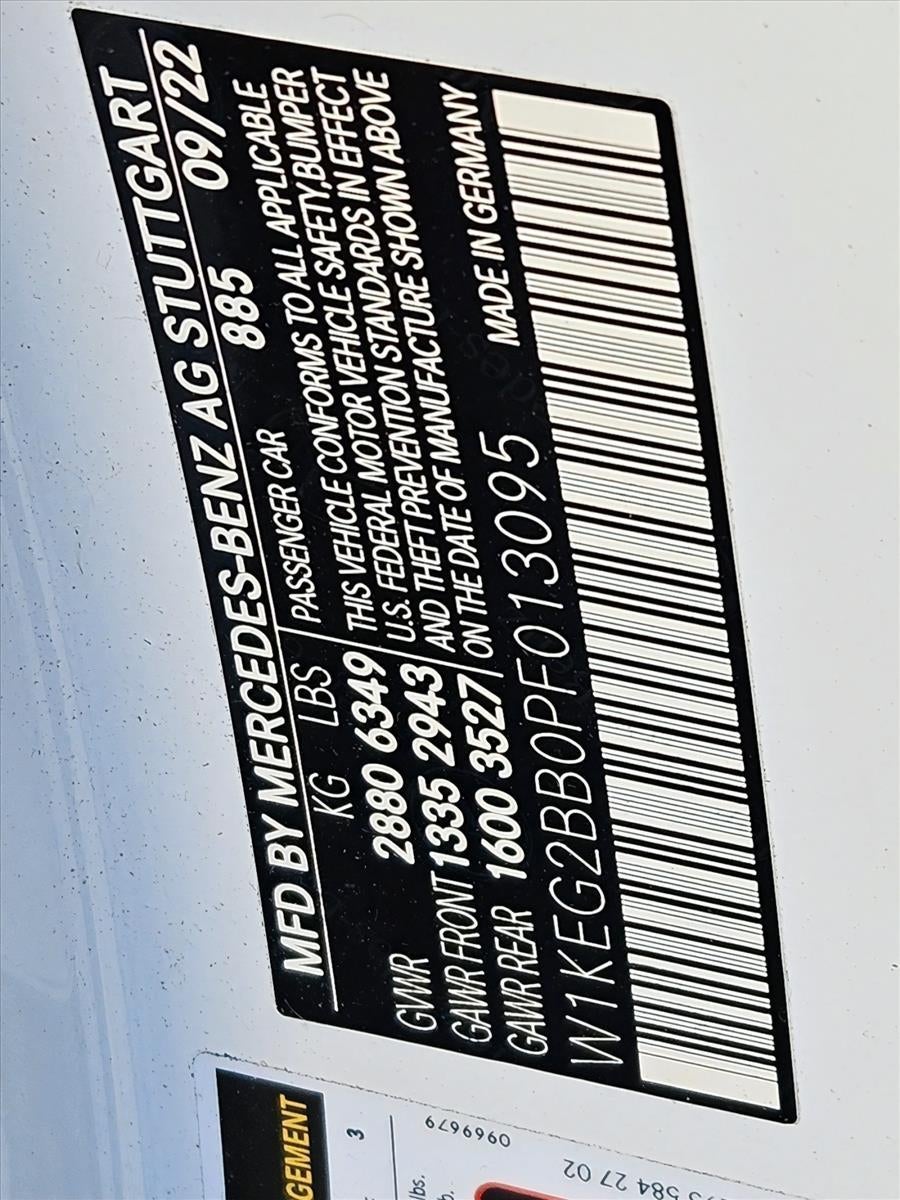 MFD BY MERCEDES-BENZ AG STUTTGART
885 09/22
KG LBS PASSENGER CAR
GVWR 2880 6349
GAWR FRONT 1335 2943
GAWR REAR 1600 3527
THIS VEHICLE CONFORMS TO ALL APPLICABLE
U.S. FEDERAL MOTOR VEHICLE SAFETY, BUMPER
AND THEFT PREVENTION STANDARDS IN EFFECT
ON THE DATE OF MANUFACTURE SHOWN ABOVE
W1KEG2BB0PF013095 MADE IN GERMANY
GEMENT
3
lbs.
0969679
584 27 02